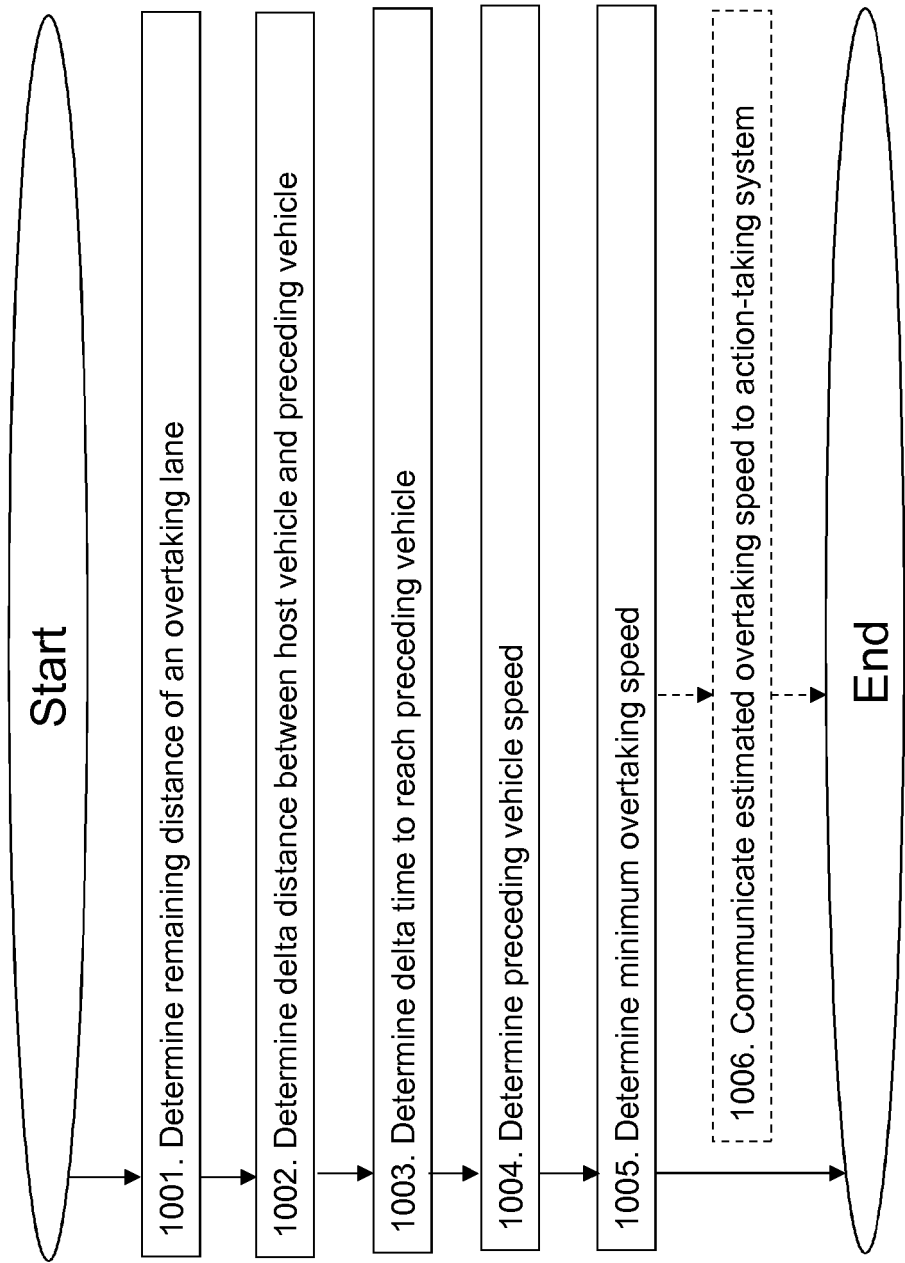 Start
1001. Determine remaining distance of an overtaking lane
1002. Determine delta distance between host vehicle and preceding vehicle
1003. Determine delta time to reach preceding vehicle
1004. Determine preceding vehicle speed
1005. Determine minimum overtaking speed
1006. Communicate estimated overtaking speed to action-taking system
End